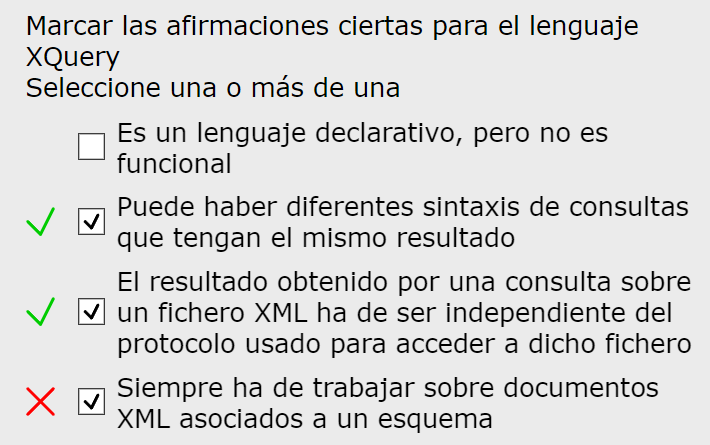 Marcar las afirmaciones ciertas para el lenguaje
XQuery
Seleccione una o más de una
Es un lenguaje declarativo, pero no es
funcional
Puede haber diferentes sintaxis de consultas
que tengan el mismo resultado
El resultado obtenido por una consulta sobre
un fichero XML ha de ser independiente del
protocolo usado para acceder a dicho fichero
Siempre ha de trabajar sobre documentos
XML asociados a un esquema